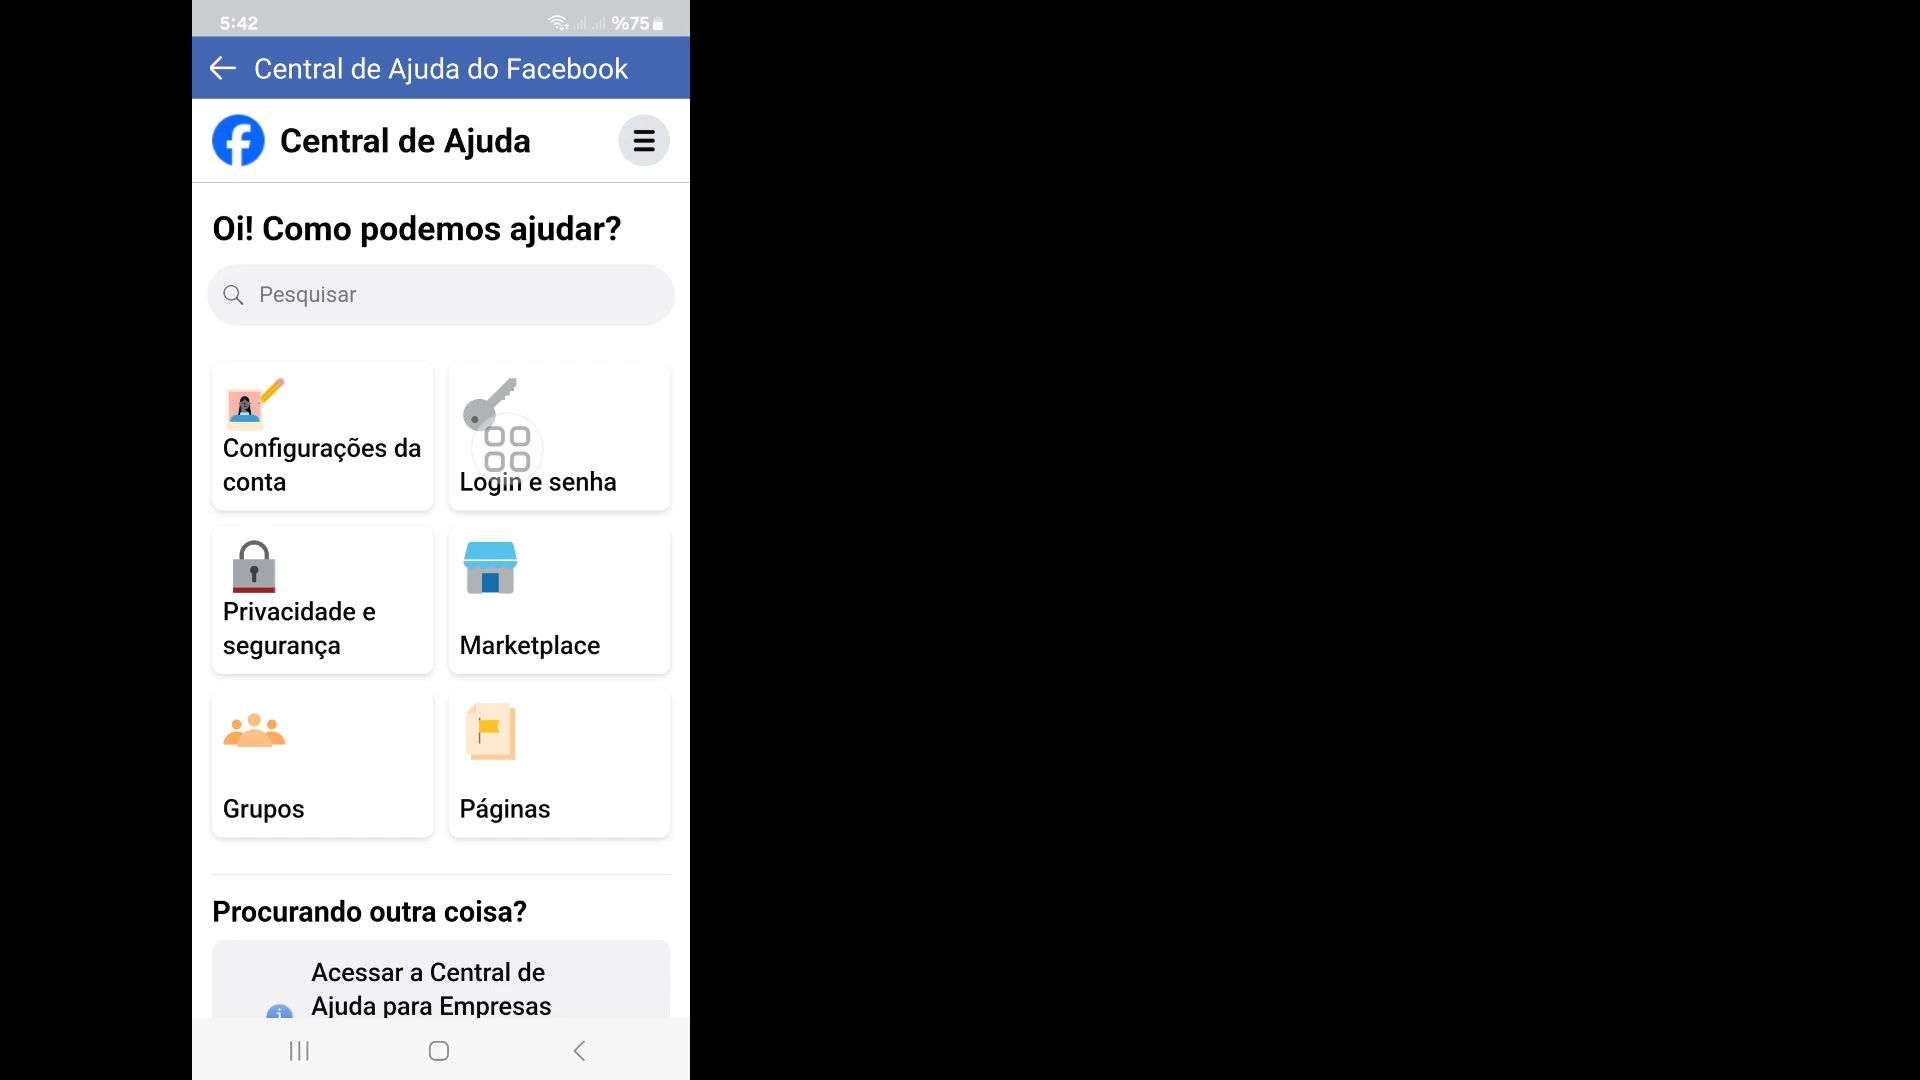 5:42
%75
Central de Ajuda do Facebook
Central de Ajuda
Oi! Como podemos ajudar?
Pesquisar
Configurações da
conta
Login e senha
Privacidade e
segurança
Marketplace
Grupos
Páginas
Procurando outra coisa?
Acessar a Central de
Ajuda para Empresas